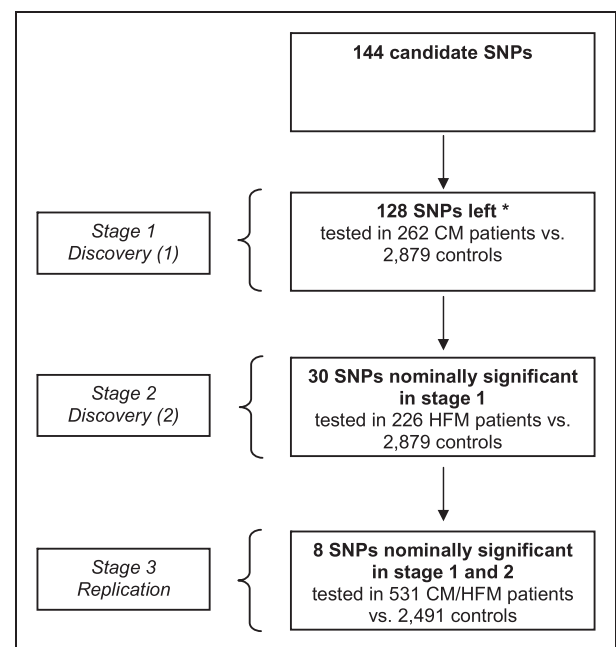 144 candidate SNPs
Stage 1
Discovery (1)
128 SNPs left *
tested in 262 CM patients vs.
2,879 controls
Stage 2
Discovery (2)
30 SNPs nominally significant
in stage 1
tested in 226 HFM patients vs.
2,879 controls
Stage 3
Replication
8 SNPs nominally significant
in stage 1 and 2
tested in 531 CM/HFM patients
vs. 2,491 controls